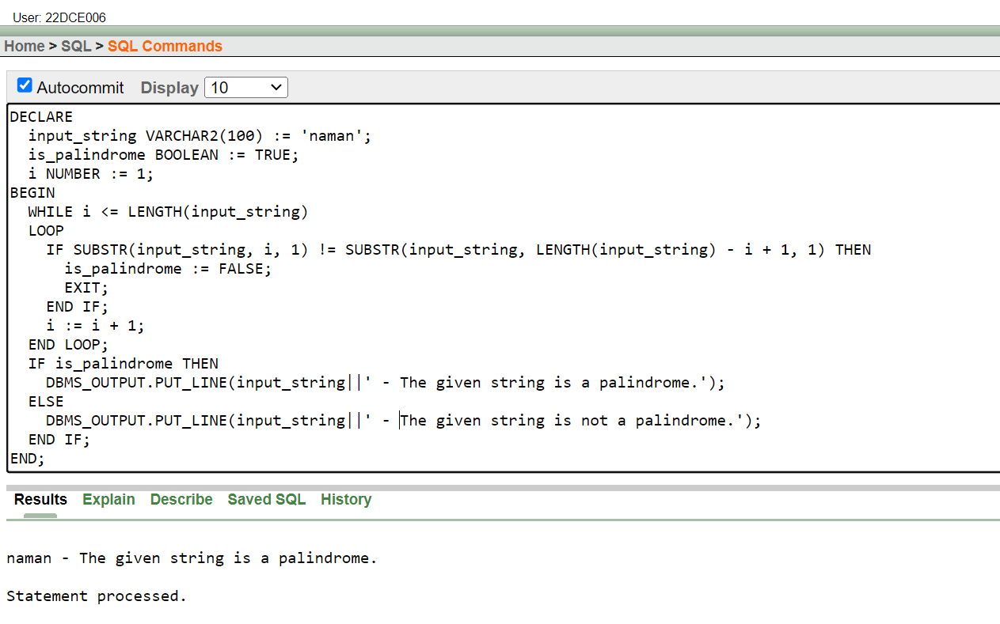 User: 22DCE006
Home > SQL > SQL Commands
Autocommit Display 10
DECLARE
  input_string VARCHAR2(100) := 'naman';
  is_palindrome BOOLEAN := TRUE;
  i NUMBER := 1;
BEGIN
  WHILE i <= LENGTH(input_string)
  LOOP
    IF SUBSTR(input_string, i, 1) != SUBSTR(input_string, LENGTH(input_string) - i + 1, 1) THEN
      is_palindrome := FALSE;
      EXIT;
    END IF;
    i := i + 1;
  END LOOP;
  IF is_palindrome THEN
    DBMS_OUTPUT.PUT_LINE(input_string||' - The given string is a palindrome.');
  ELSE
    DBMS_OUTPUT.PUT_LINE(input_string||' - The given string is not a palindrome.');
  END IF;
END;
Results Explain Describe Saved SQL History
naman - The given string is a palindrome.
Statement processed.